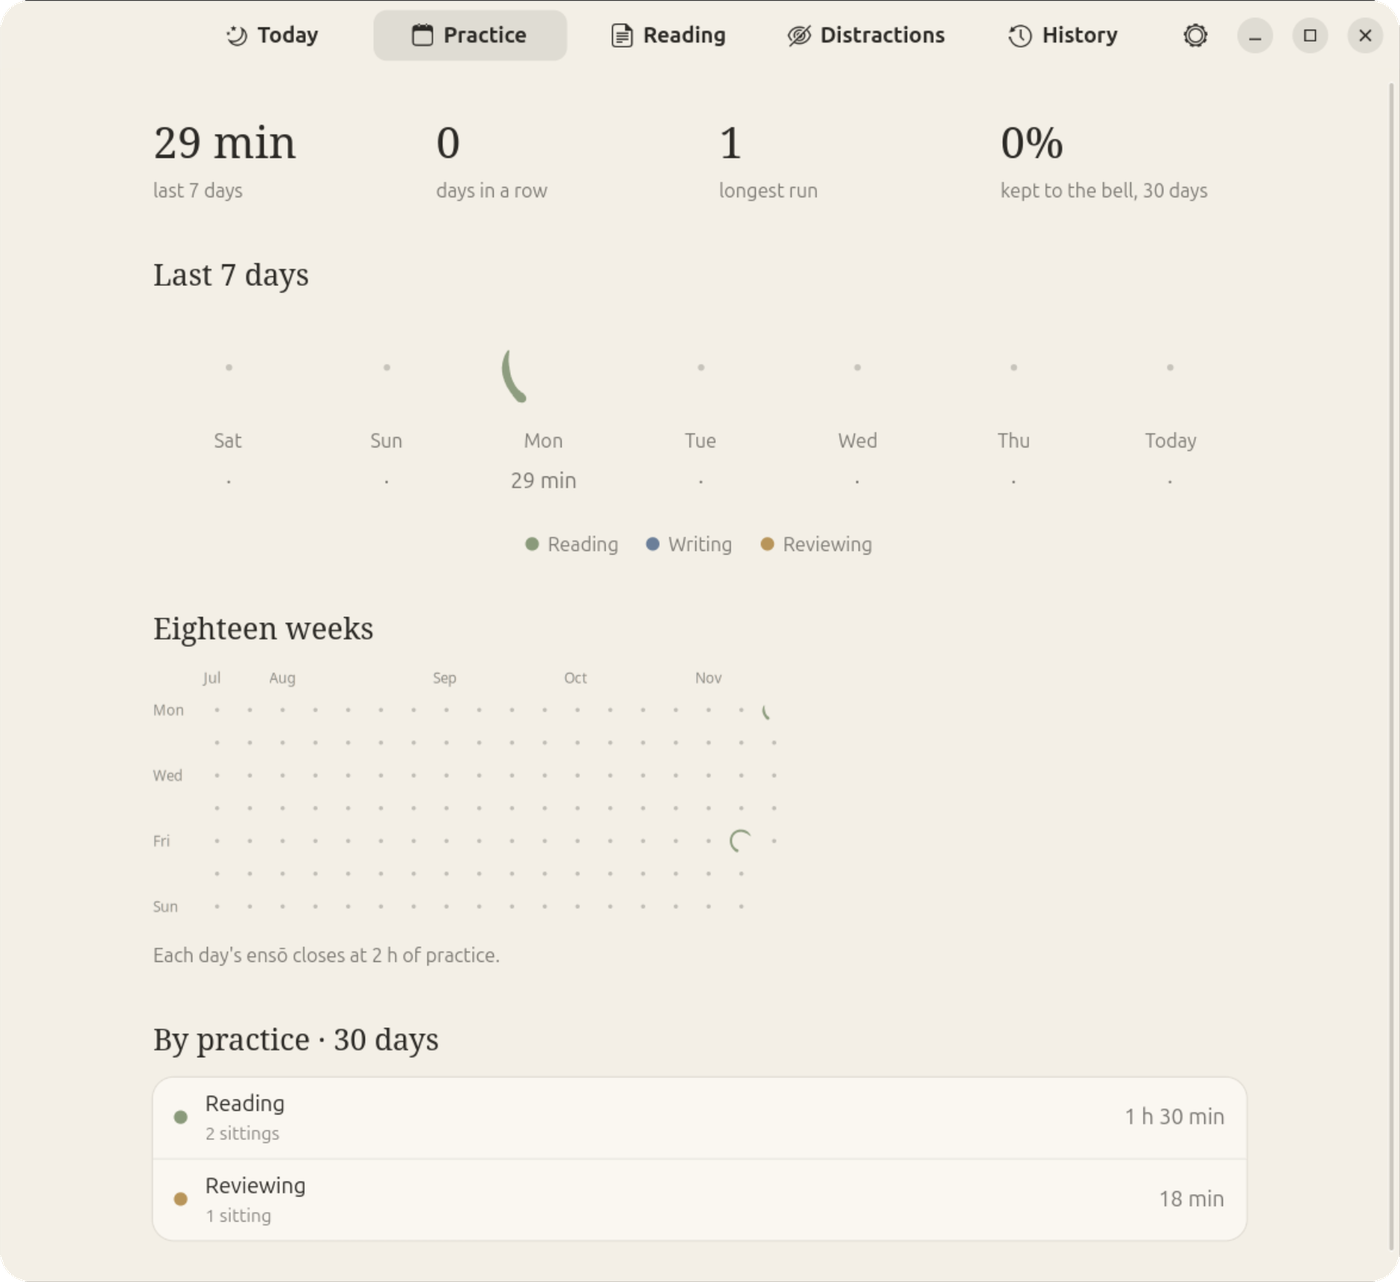 Today Practice Reading Distractions History
29 min 0 1 0%
last 7 days days in a row longest run kept to the bell, 30 days
Last 7 days
Sat Sun Mon Tue Wed Thu Today
· · 29 min · · · ·
Reading Writing Reviewing
Eighteen weeks
Jul Aug Sep Oct Nov
Mon
Wed
Fri
Sun
Each day's ensō closes at 2 h of practice.
By practice · 30 days
Reading
1 h 30 min
2 sittings
Reviewing
18 min
1 sitting